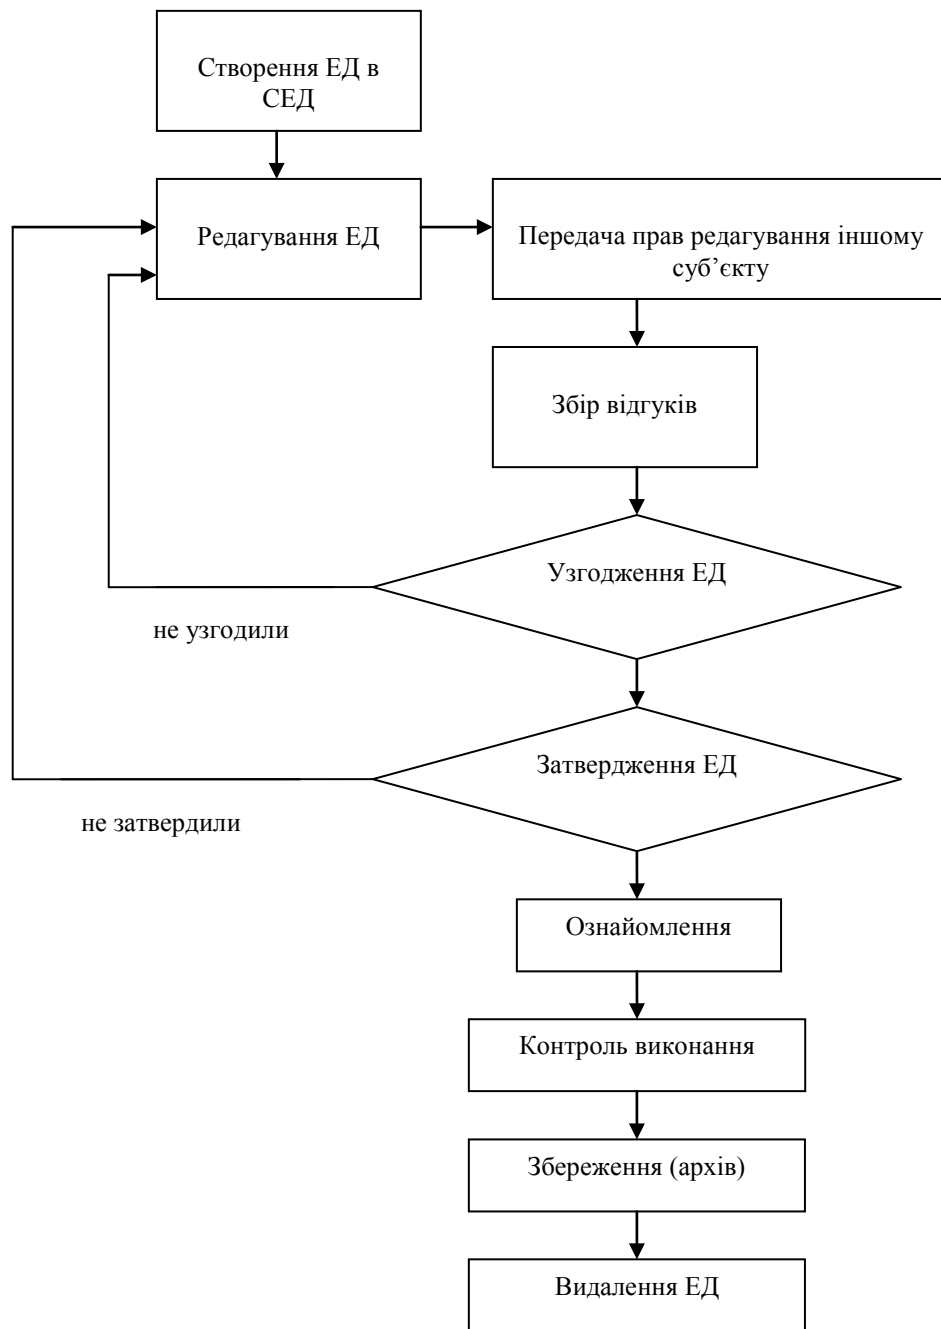 Створення ЕД в
СЕД
Редагування ЕД
Передача прав редагування іншому
суб’єкту
Збір відгуків
Узгодження ЕД
не узгодили
Затвердження ЕД
не затвердили
Ознайомлення
Контроль виконання
Збереження (архів)
Видалення ЕД